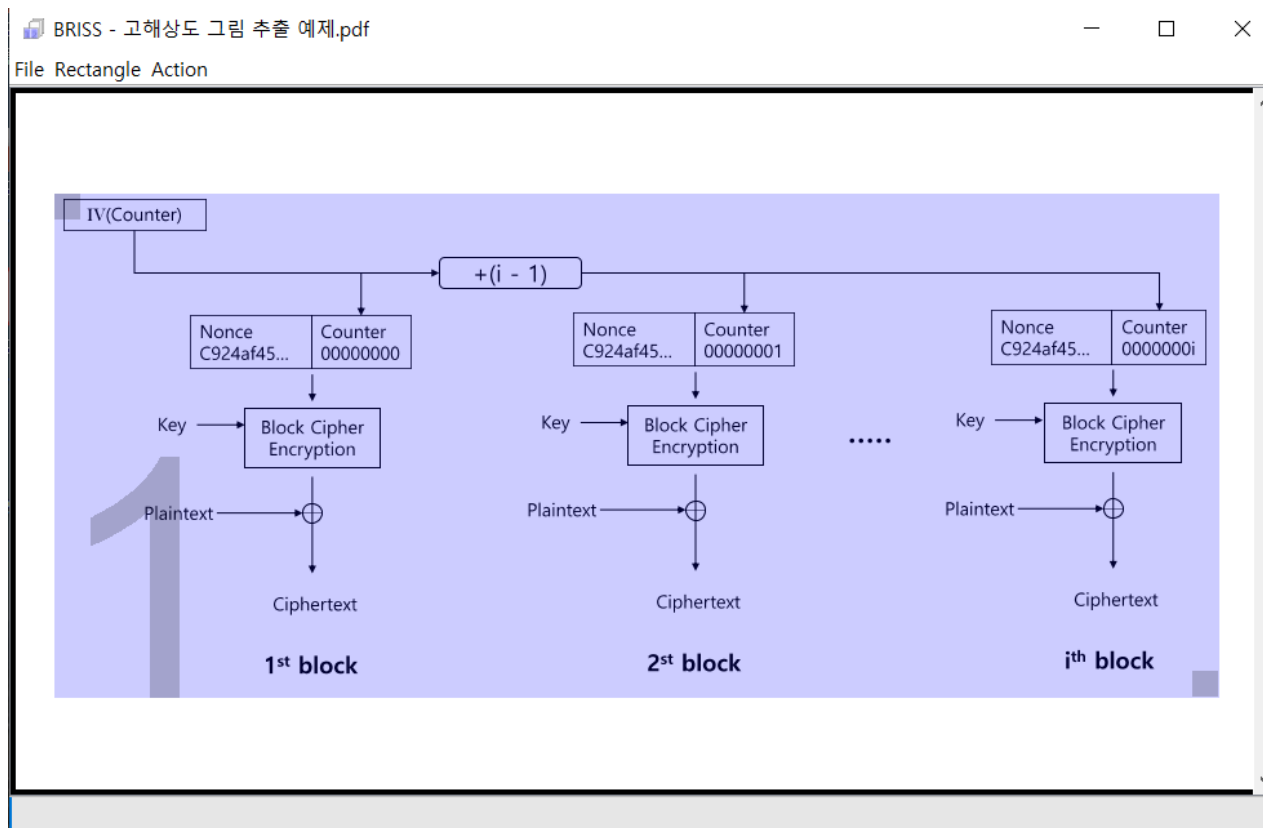 BRISS - 고해상도 그림 추출 예제.pdf
File Rectangle Action
IV(Counter)
+(i - 1)
Nonce
C924af45...
Counter
00000000
Nonce
C924af45...
Counter
00000001
Nonce
C924af45...
Counter
0000000i
Key
Block Cipher
Encryption
Key
Block Cipher
Encryption
.....
Key
Block Cipher
Encryption
1
Plaintext
Plaintext
Plaintext
Ciphertext
Ciphertext
Ciphertext
1st block
2st block
ith block